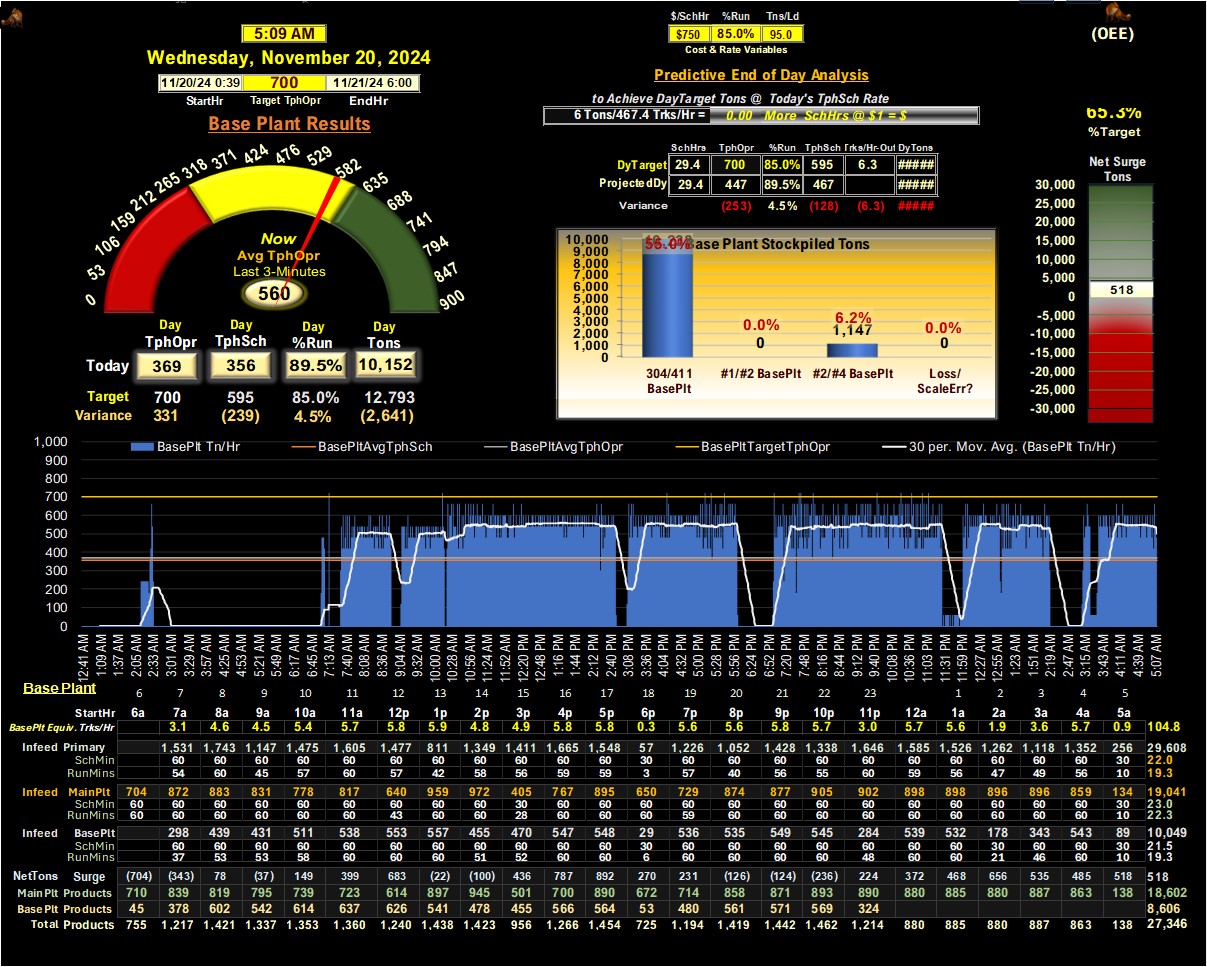 $/SchHr %Run Tns/Ld
5:09 AM
$750 85.0% 95.0
(OEE)
Cost & Rate Variables
Wednesday, November 20, 2024
Predictive End of Day Analysis
11/20/24 0:39 700 11/21/24 6:00
StartHr Target TphOpr EndHr
to Achieve DayTarget Tons @ Today's TphSch Rate
6 Tons/467.4 Trks/Hr = 0.00 More SchHrs @ $1 = $
Base Plant Results
65.3%
%Target
SchHrs TphOpr %Run TphSch Trks/Hr-Out DyTons
DyTarget 29.4 700 85.0% 595 6.3 #####
ProjectedDy 29.4 447 89.5% 467 #####
Variance (253) 4.5% (128) (6.3) #####
Net Surge
Tons
30,000
25,000
20,000
15,000
10,000
5,000
518
0
-5,000
-10,000
-15,000
-20,000
-25,000
-30,000
0 53 106 159 212 265 318 371 424 476 529 582 635 688 741 794 847 900
Now
Avg TphOpr
Last 3-Minutes
560
Base Plant Stockpiled Tons
10,000
9,000
8,000
7,000
6,000
5,000
4,000
3,000
2,000
1,000
0
55.0%
0.0%
0
6.2%
1,147
0.0%
0
304/411 BasePlt
#1/#2 BasePlt
#2/#4 BasePlt
Loss/ ScaleErr?
Day Day Day Day
TphOpr TphSch %Run Tons
Today 369 356 89.5% 10,152
Target 700 595 85.0% 12.793
Variance 331 (239) 4.5% (2,641)
BasePlt Tn/Hr BasePltAvgTphSch BasePltAvgTphOpr BasePltTargetTphOpr 30 per. Mov. Avg. (BasePlt Tn/Hr)
1,000
900
800
700
600
500
400
300
200
100
0
12:41 AM 1:09 AM 1:37 AM 2:05 AM 2:33 AM 3:01 AM 3:29 AM 3:57 AM 4:25 AM 4:53 AM 5:21 AM 5:49 AM 6:17 AM 6:45 AM 7:13 AM 7:40 AM 8:08 AM 8:36 AM 9:04 AM 9:32 AM 10:00 AM 10:28 AM 10:56 AM 11:24 AM 11:52 AM 12:20 PM 12:48 PM 1:16 PM 1:44 PM 2:12 PM 2:40 PM 3:08 PM 3:36 PM 4:04 PM 4:32 PM 5:00 PM 5:28 PM 5:56 PM 6:24 PM 6:52 PM 7:20 PM 7:48 PM 8:16 PM 8:44 PM 9:12 PM 9:40 PM 10:08 PM 10:35 PM 11:03 PM 11:31 PM 11:59 PM 12:27 AM 12:55 AM 1:23 AM 1:51 AM 2:19 AM 2:47 AM 3:15 AM 3:43 AM 4:11 AM 4:39 AM 5:07 AM
Base Plant
6 7 8 9 10 11 12 13 14 15 16 17 18 19 20 21 22 23 1 2 3 4 5
StartHr 6a 7a 8a 9a 10a 11a 12p 1p 2p 3p 4p 5p 6p 7p 8p 9p 10p 11p 12a 1a 2a 3a 4a 5a
BasePlt Equiv. Trks/Hr 3.1 4.6 4.5 5.4 5.7 5.8 5.9 4.8 4.9 5.8 5.8 0.3 5.6 5.6 5.8 5.7 3.0 5.7 5.6 1.9 3.6 5.7 0.9 104.8
Infeed Primary 1,531 1,743 1,147 1,475 1,605 1,477 811 1,349 1,411 1,665 1,548 57 1,226 1,052 1,428 1,338 1,646 1,585 1,526 1,262 1,118 1,352 256 29,608
SchMin 60 60 60 60 60 60 60 60 60 60 60 30 60 60 60 60 60 60 60 60 60 60 30 22.0
RunMins 54 60 45 57 60 57 42 58 56 59 59 3 57 40 56 55 60 59 56 47 49 56 10 19.3
Infeed MainPlt 704 872 883 831 778 817 640 959 972 405 767 895 650 729 874 877 905 902 898 898 896 896 859 134 19,041
SchMin 60 60 60 60 60 60 60 60 60 30 60 60 60 60 60 60 60 60 60 60 60 60 60 30 23.0
RunMins 60 60 60 60 60 60 43 60 60 28 60 60 60 59 60 60 60 60 60 60 60 60 60 10 22.3
Infeed BasePlt 298 439 431 511 538 553 557 455 470 547 548 29 536 535 549 545 284 539 532 178 343 543 89 10,049
SchMin 60 60 60 60 60 60 60 60 60 60 60 30 60 60 60 60 60 60 60 30 60 60 30 21.5
RunMins 37 53 53 58 60 60 60 51 52 60 60 6 60 60 60 60 48 60 60 21 46 60 10 19.3
NetTons Surge (704) (343) 78 (37) 149 399 683 (22) (100) 436 787 892 270 231 (126) (124) (236) 224 372 468 656 535 485 518 518
MainPlt Products 710 839 819 795 739 723 614 897 945 501 700 890 672 714 858 871 893 890 880 885 880 887 863 138 18,602
BasePlt Products 45 378 602 542 614 637 626 541 478 455 566 564 53 480 561 571 569 324 8,606
Total Products 755 1,217 1,421 1,337 1,353 1,360 1,240 1,438 1,423 956 1,266 1,454 725 1,194 1,419 1,442 1,462 1,214 880 885 880 887 863 138 27,346